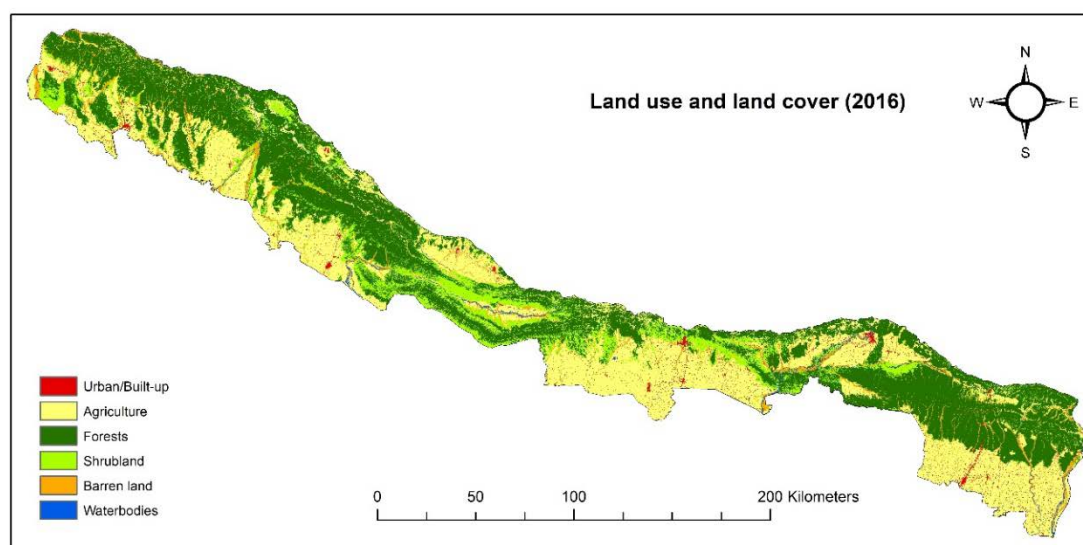 Land use and land cover (2016)
N
W E
S
Urban/Built-up
Agriculture
Forests
Shrubland
Barren land
Waterbodies
0 50 100 200 Kilometers